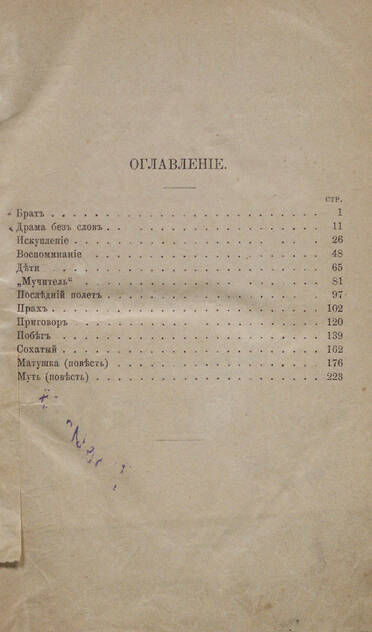 ОГЛАВЛЕНІЕ.
СТР.
Братъ . . . . . . . . . . . . . . . . . . . . . 1
Драма безъ словъ . . . . . . . . . . . . . . . . 11
Искупленіе . . . . . . . . . . . . . . . . . . . 26
Воспоминаніе . . . . . . . . . . . . . . . . . . 48
Дѣти . . . . . . . . . . . . . . . . . . . . . 65
„Мучитель“ . . . . . . . . . . . . . . . . . . . 81
Послѣдній полетъ . . . . . . . . . . . . . . . . 97
Прахъ . . . . . . . . . . . . . . . . . . . . . 102
Приговоръ . . . . . . . . . . . . . . . . . . . 120
Побѣгъ . . . . . . . . . . . . . . . . . . . . 139
Сохатый . . . . . . . . . . . . . . . . . . . . 162
Матушка (повѣсть) . . . . . . . . . . . . . . . 176
Муть (повѣсть) . . . . . . . . . . . . . . . . . 223